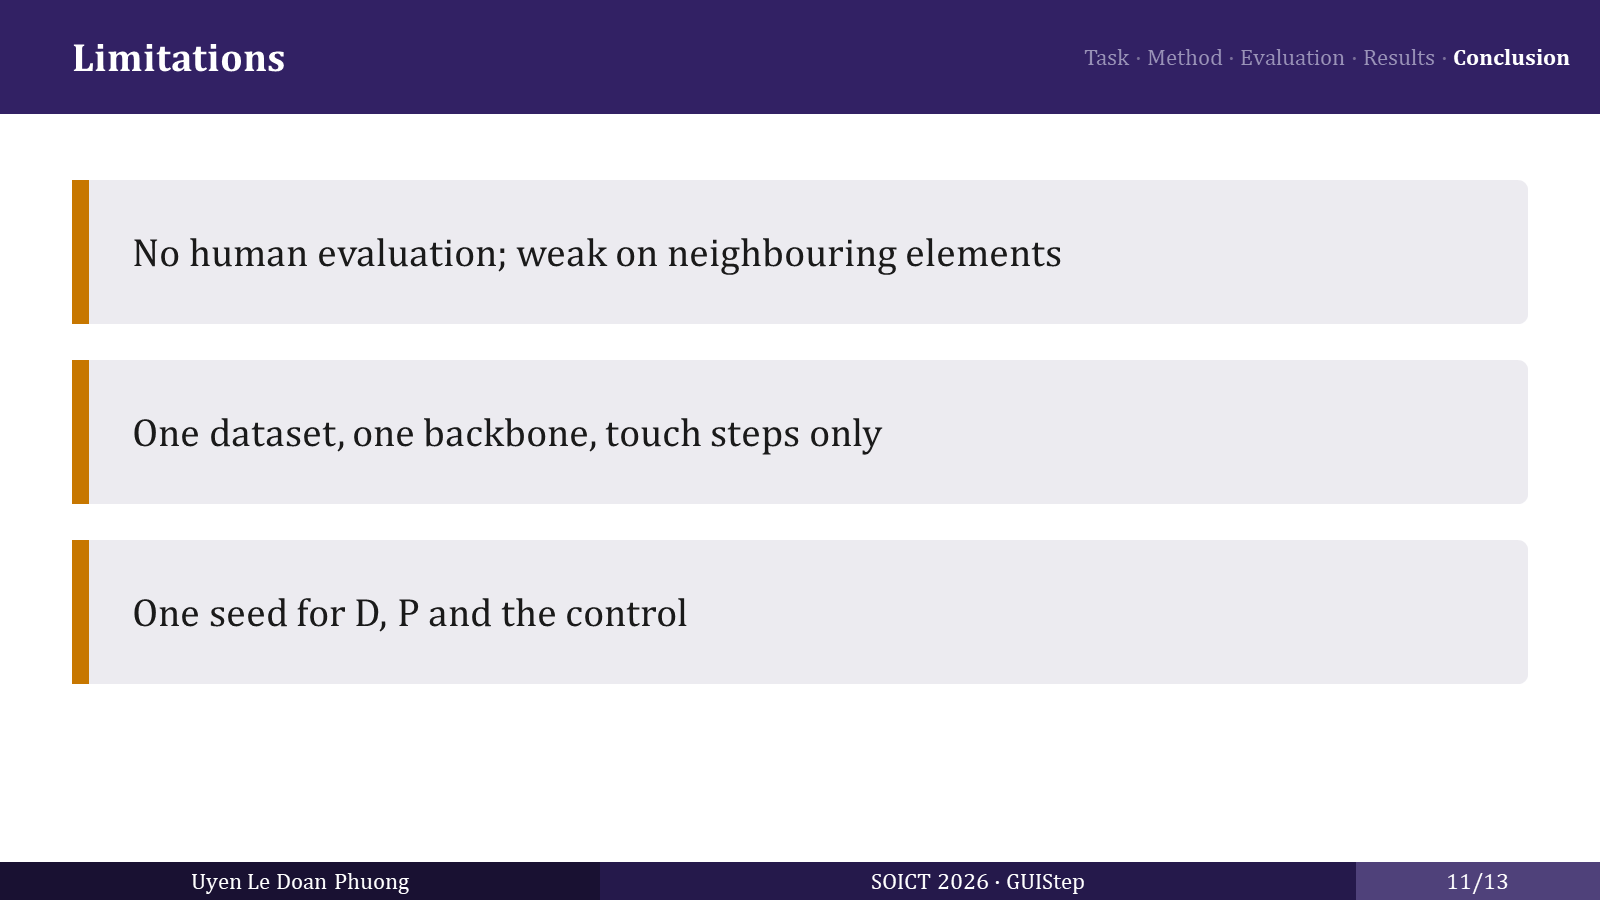 Limitations
Task · Method · Evaluation · Results · Conclusion
No human evaluation; weak on neighbouring elements
One dataset, one backbone, touch steps only
One seed for D, P and the control
Uyen Le Doan Phuong
SOICT 2026 · GUIStep
11/13